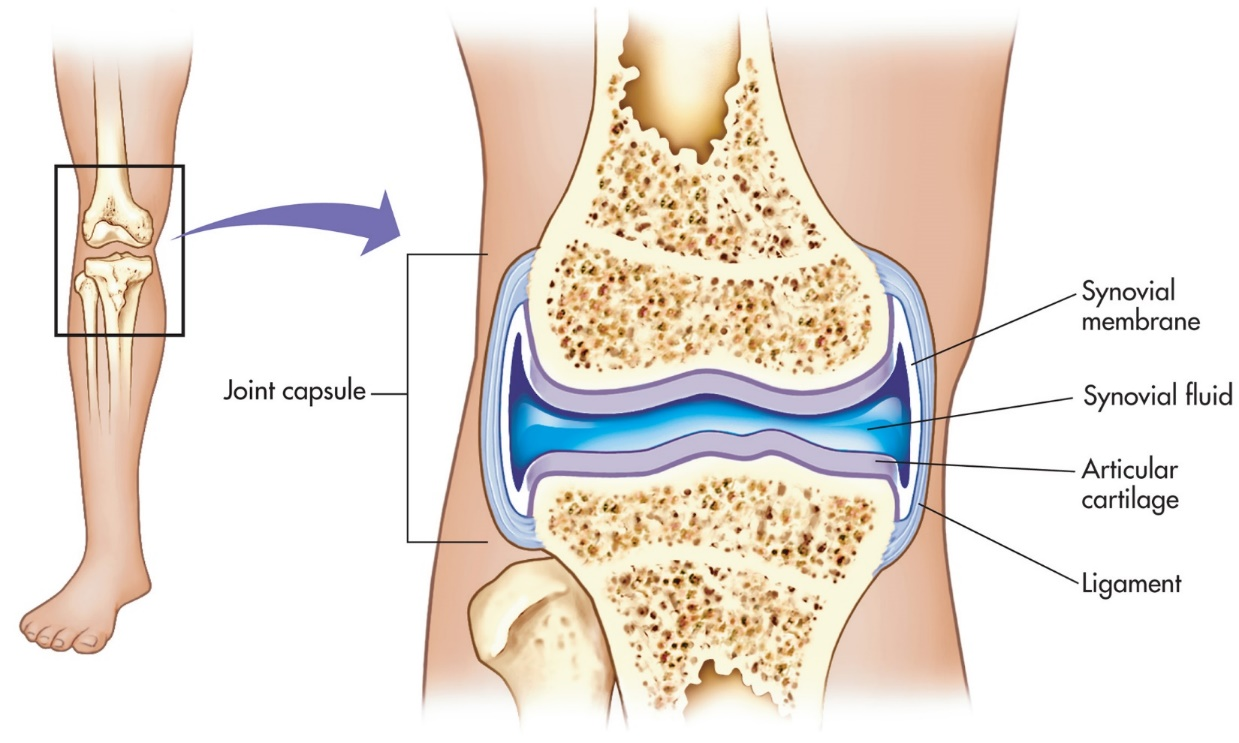 Synovial
membrane
Joint capsule
Synovial fluid
Articular
cartilage
Ligament